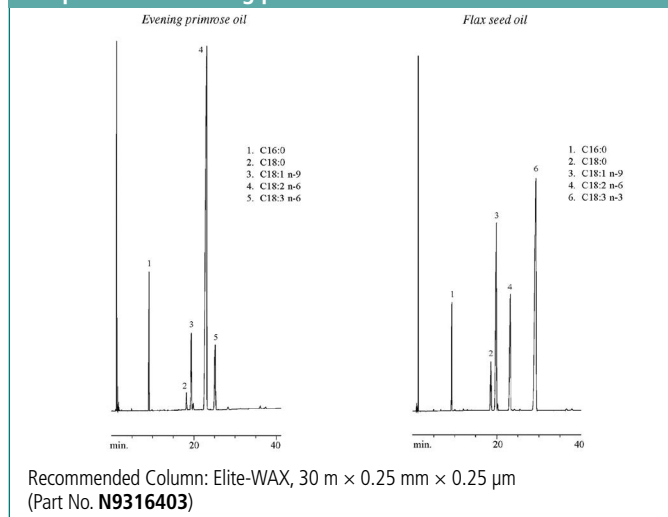 Evening primrose oil
4
1. C16:0
2. C18:0
3. C18:1 n-9
4. C18:2 n-6
5. C18:3 n-6
1
3
5
2
min.
20
40
Flax seed oil
1. C16:0
2. C18:0
3. C18:1 n-9
4. C18:2 n-6
6. C18:3 n-3
6
3
4
1
2
min.
20
40
Recommended Column: Elite-WAX, 30 m × 0.25 mm × 0.25 µm
(Part No. N9316403)